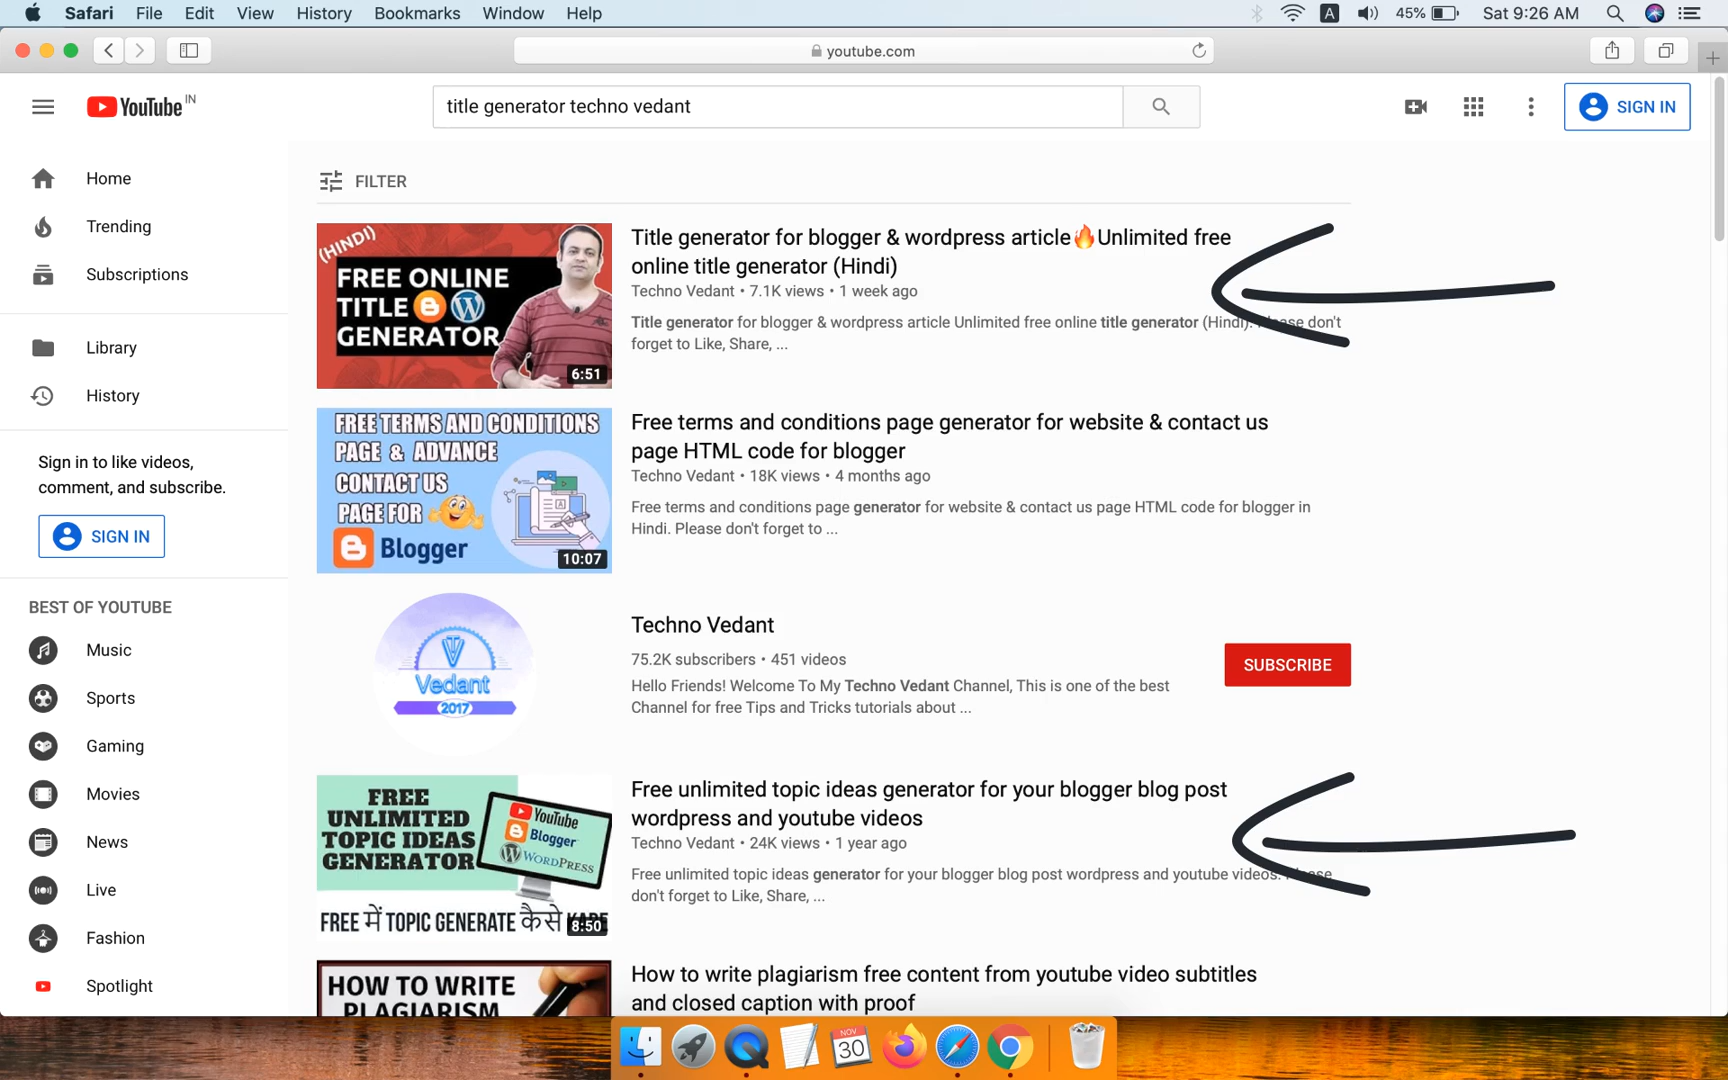 Safari File Edit View History Bookmarks Window Help A 45% Sat 9:26 AM
youtube.com
YouTube IN
title generator techno vedant
SIGN IN
Home
Trending
Subscriptions
Library
History
Sign in to like videos,
comment, and subscribe.
SIGN IN
BEST OF YOUTUBE
Music
Sports
Gaming
Movies
News
Live
Fashion
Spotlight
FILTER
(HINDI)
FREE ONLINE
TITLE
GENERATOR
6:51
Title generator for blogger & wordpress article🔥Unlimited free
online title generator (Hindi)
Techno Vedant • 7.1K views • 1 week ago
Title generator for blogger & wordpress article Unlimited free online title generator (Hindi). Please don't
forget to Like, Share, ...
FREE TERMS AND CONDITIONS
PAGE & ADVANCE
CONTACT US
PAGE FOR
Blogger
10:07
Free terms and conditions page generator for website & contact us
page HTML code for blogger
Techno Vedant • 18K views • 4 months ago
Free terms and conditions page generator for website & contact us page HTML code for blogger in
Hindi. Please don't forget to ...
Vedant
2017
Techno Vedant
75.2K subscribers • 451 videos
Hello Friends! Welcome To My Techno Vedant Channel, This is one of the best
Channel for free Tips and Tricks tutorials about ...
SUBSCRIBE
FREE
UNLIMITED
TOPIC IDEAS
GENERATOR
YouTube
Blogger
WORDPRESS
FREE में TOPIC GENERATE कैसे KARE
8:50
Free unlimited topic ideas generator for your blogger blog post
wordpress and youtube videos
Techno Vedant • 24K views • 1 year ago
Free unlimited topic ideas generator for your blogger blog post wordpress and youtube videos. Please
don't forget to Like, Share, ...
HOW TO WRITE
PLAGIARISM
How to write plagiarism free content from youtube video subtitles
and closed caption with proof
NOV
30